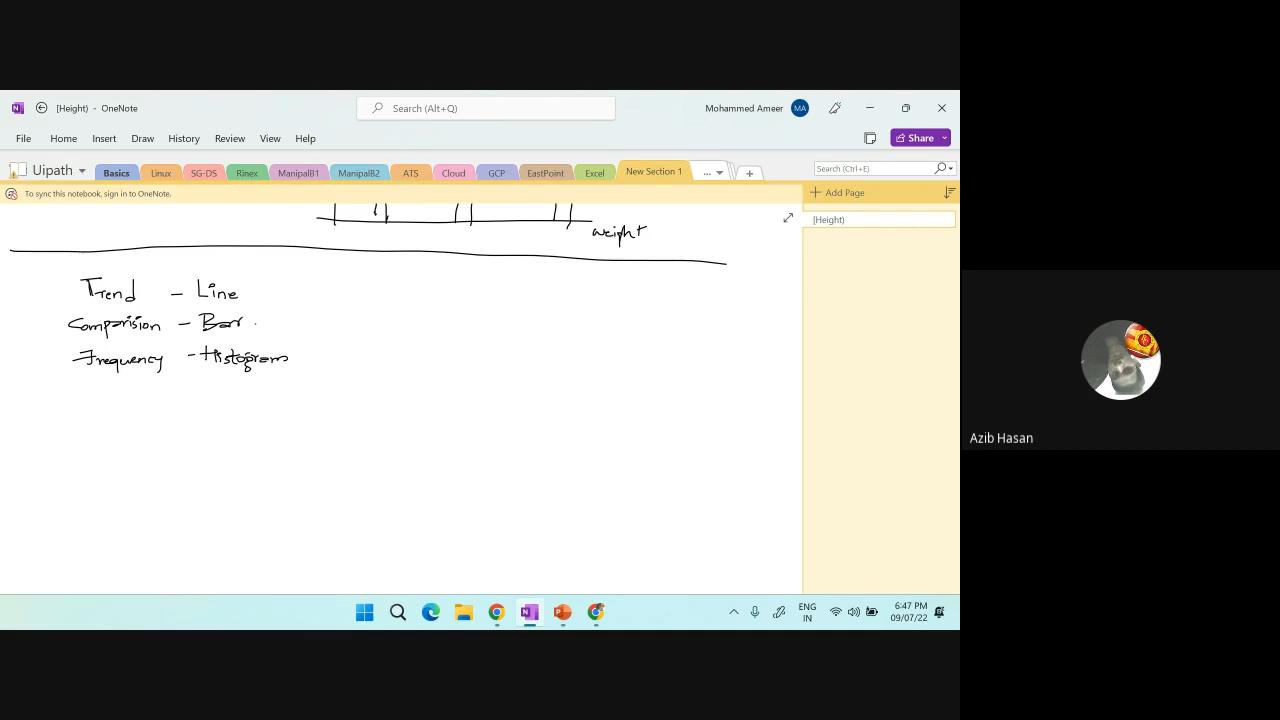 [Height) - OneNote
Search (Alt+Q)
Mohammed Ameer
MA
File Home Insert Draw History Review View Help
Share
Uipath
Basics Linux SG-DS Rinex ManipalB1 ManipalB2 ATS Cloud GCP EastPoint Excel New Section 1 ...
Search (Ctrl+E)
To sync this notebook, sign in to OneNote.
Add Page
[Height)
weight
Trend - Line
Comparision - Bar
Frequency - Histogram
Azib Hasan
ENG
IN
6:47 PM
09/07/22